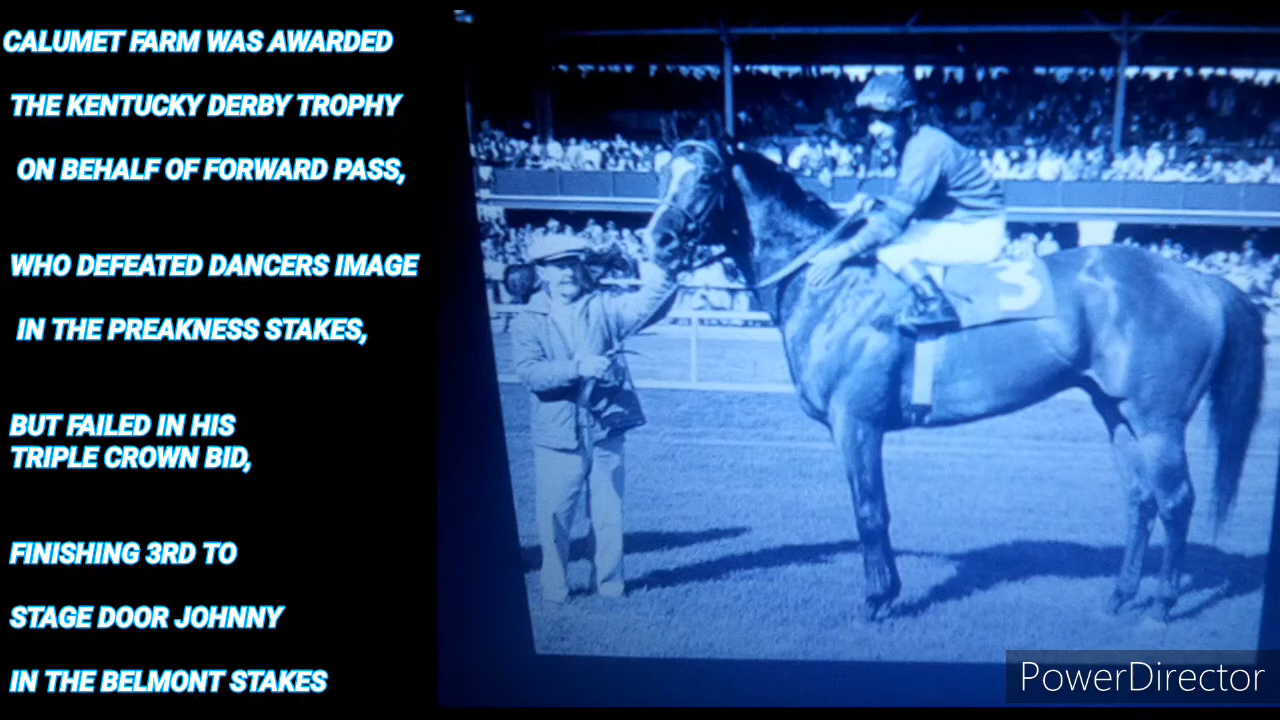 CALUMET FARM WAS AWARDED
THE KENTUCKY DERBY TROPHY
ON BEHALF OF FORWARD PASS,
WHO DEFEATED DANCERS IMAGE
IN THE PREAKNESS STAKES,
BUT FAILED IN HIS
TRIPLE CROWN BID,
FINISHING 3RD TO
STAGE DOOR JOHNNY
IN THE BELMONT STAKES
3
PowerDirector